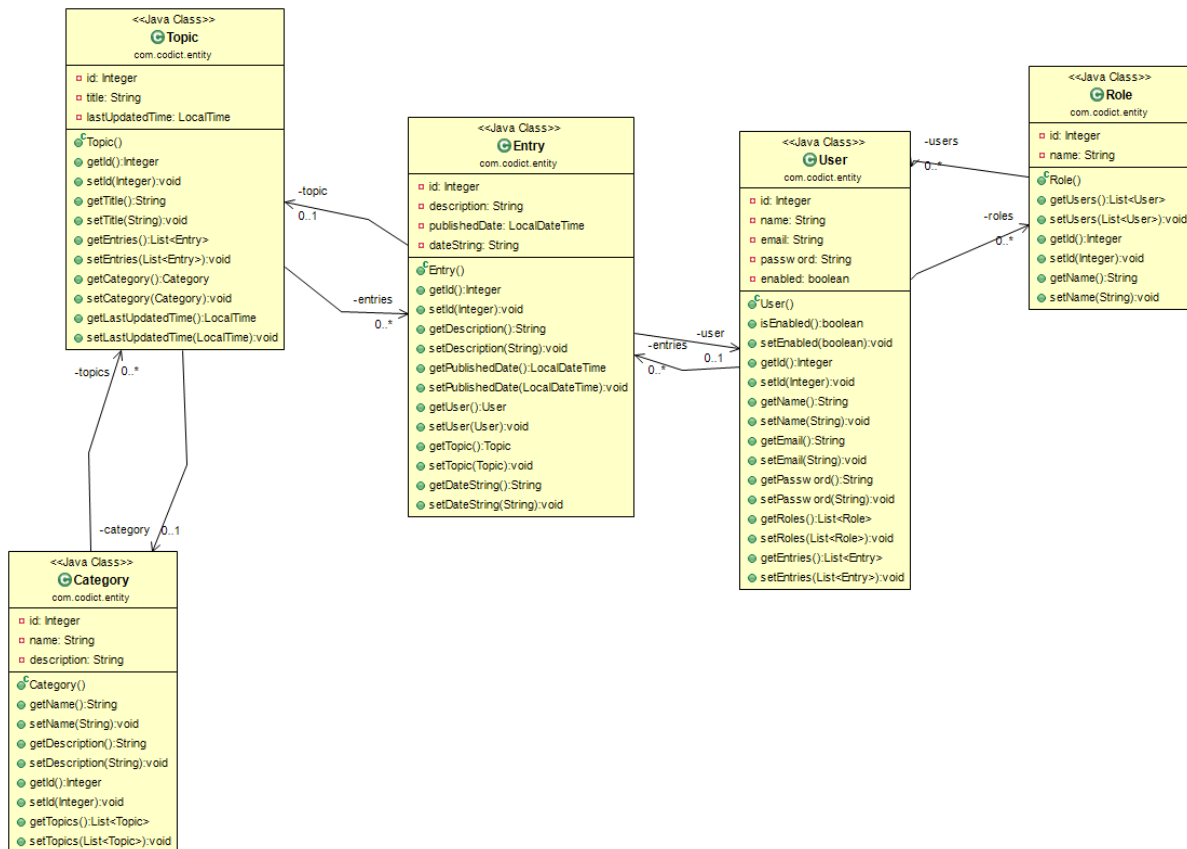 <<Java Class>>
Topic
com.codict.entity
id: Integer
title: String
lastUpdatedTime: LocalTime
Topic()
getId():Integer
setId(Integer):void
getTitle():String
setTitle(String):void
getEntries():List<Entry>
setEntries(List<Entry>):void
getCategory():Category
setCategory(Category):void
getLastUpdatedTime():LocalTime
setLastUpdatedTime(LocalTime):void
-topic
0..1
-entries
0..*
-topics
0..*
-category
0..1
<<Java Class>>
Category
com.codict.entity
id: Integer
name: String
description: String
Category()
getName():String
setName(String):void
getDescription():String
setDescription(String):void
getId():Integer
setId(Integer):void
getTopics():List<Topic>
setTopics(List<Topic>):void
<<Java Class>>
Entry
com.codict.entity
id: Integer
description: String
publishedDate: LocalDateTime
dateString: String
Entry()
getId():Integer
setId(Integer):void
getDescription():String
setDescription(String):void
getPublishedDate():LocalDateTime
setPublishedDate(LocalDateTime):void
getUser():User
setUser(User):void
getTopic():Topic
setTopic(Topic):void
getDateString():String
setDateString(String):void
-user
0..1
-entries
0..*
<<Java Class>>
User
com.codict.entity
id: Integer
name: String
email: String
password: String
enabled: boolean
User()
isEnabled():boolean
setEnabled(boolean):void
getId():Integer
setId(Integer):void
getName():String
setName(String):void
getEmail():String
setEmail(String):void
getPassword():String
setPassword(String):void
getRoles():List<Role>
setRoles(List<Role>):void
getEntries():List<Entry>
setEntries(List<Entry>):void
-users
0..*
-roles
0..*
<<Java Class>>
Role
com.codict.entity
id: Integer
name: String
Role()
getUsers():List<User>
setUsers(List<User>):void
getId():Integer
setId(Integer):void
getName():String
setName(String):void